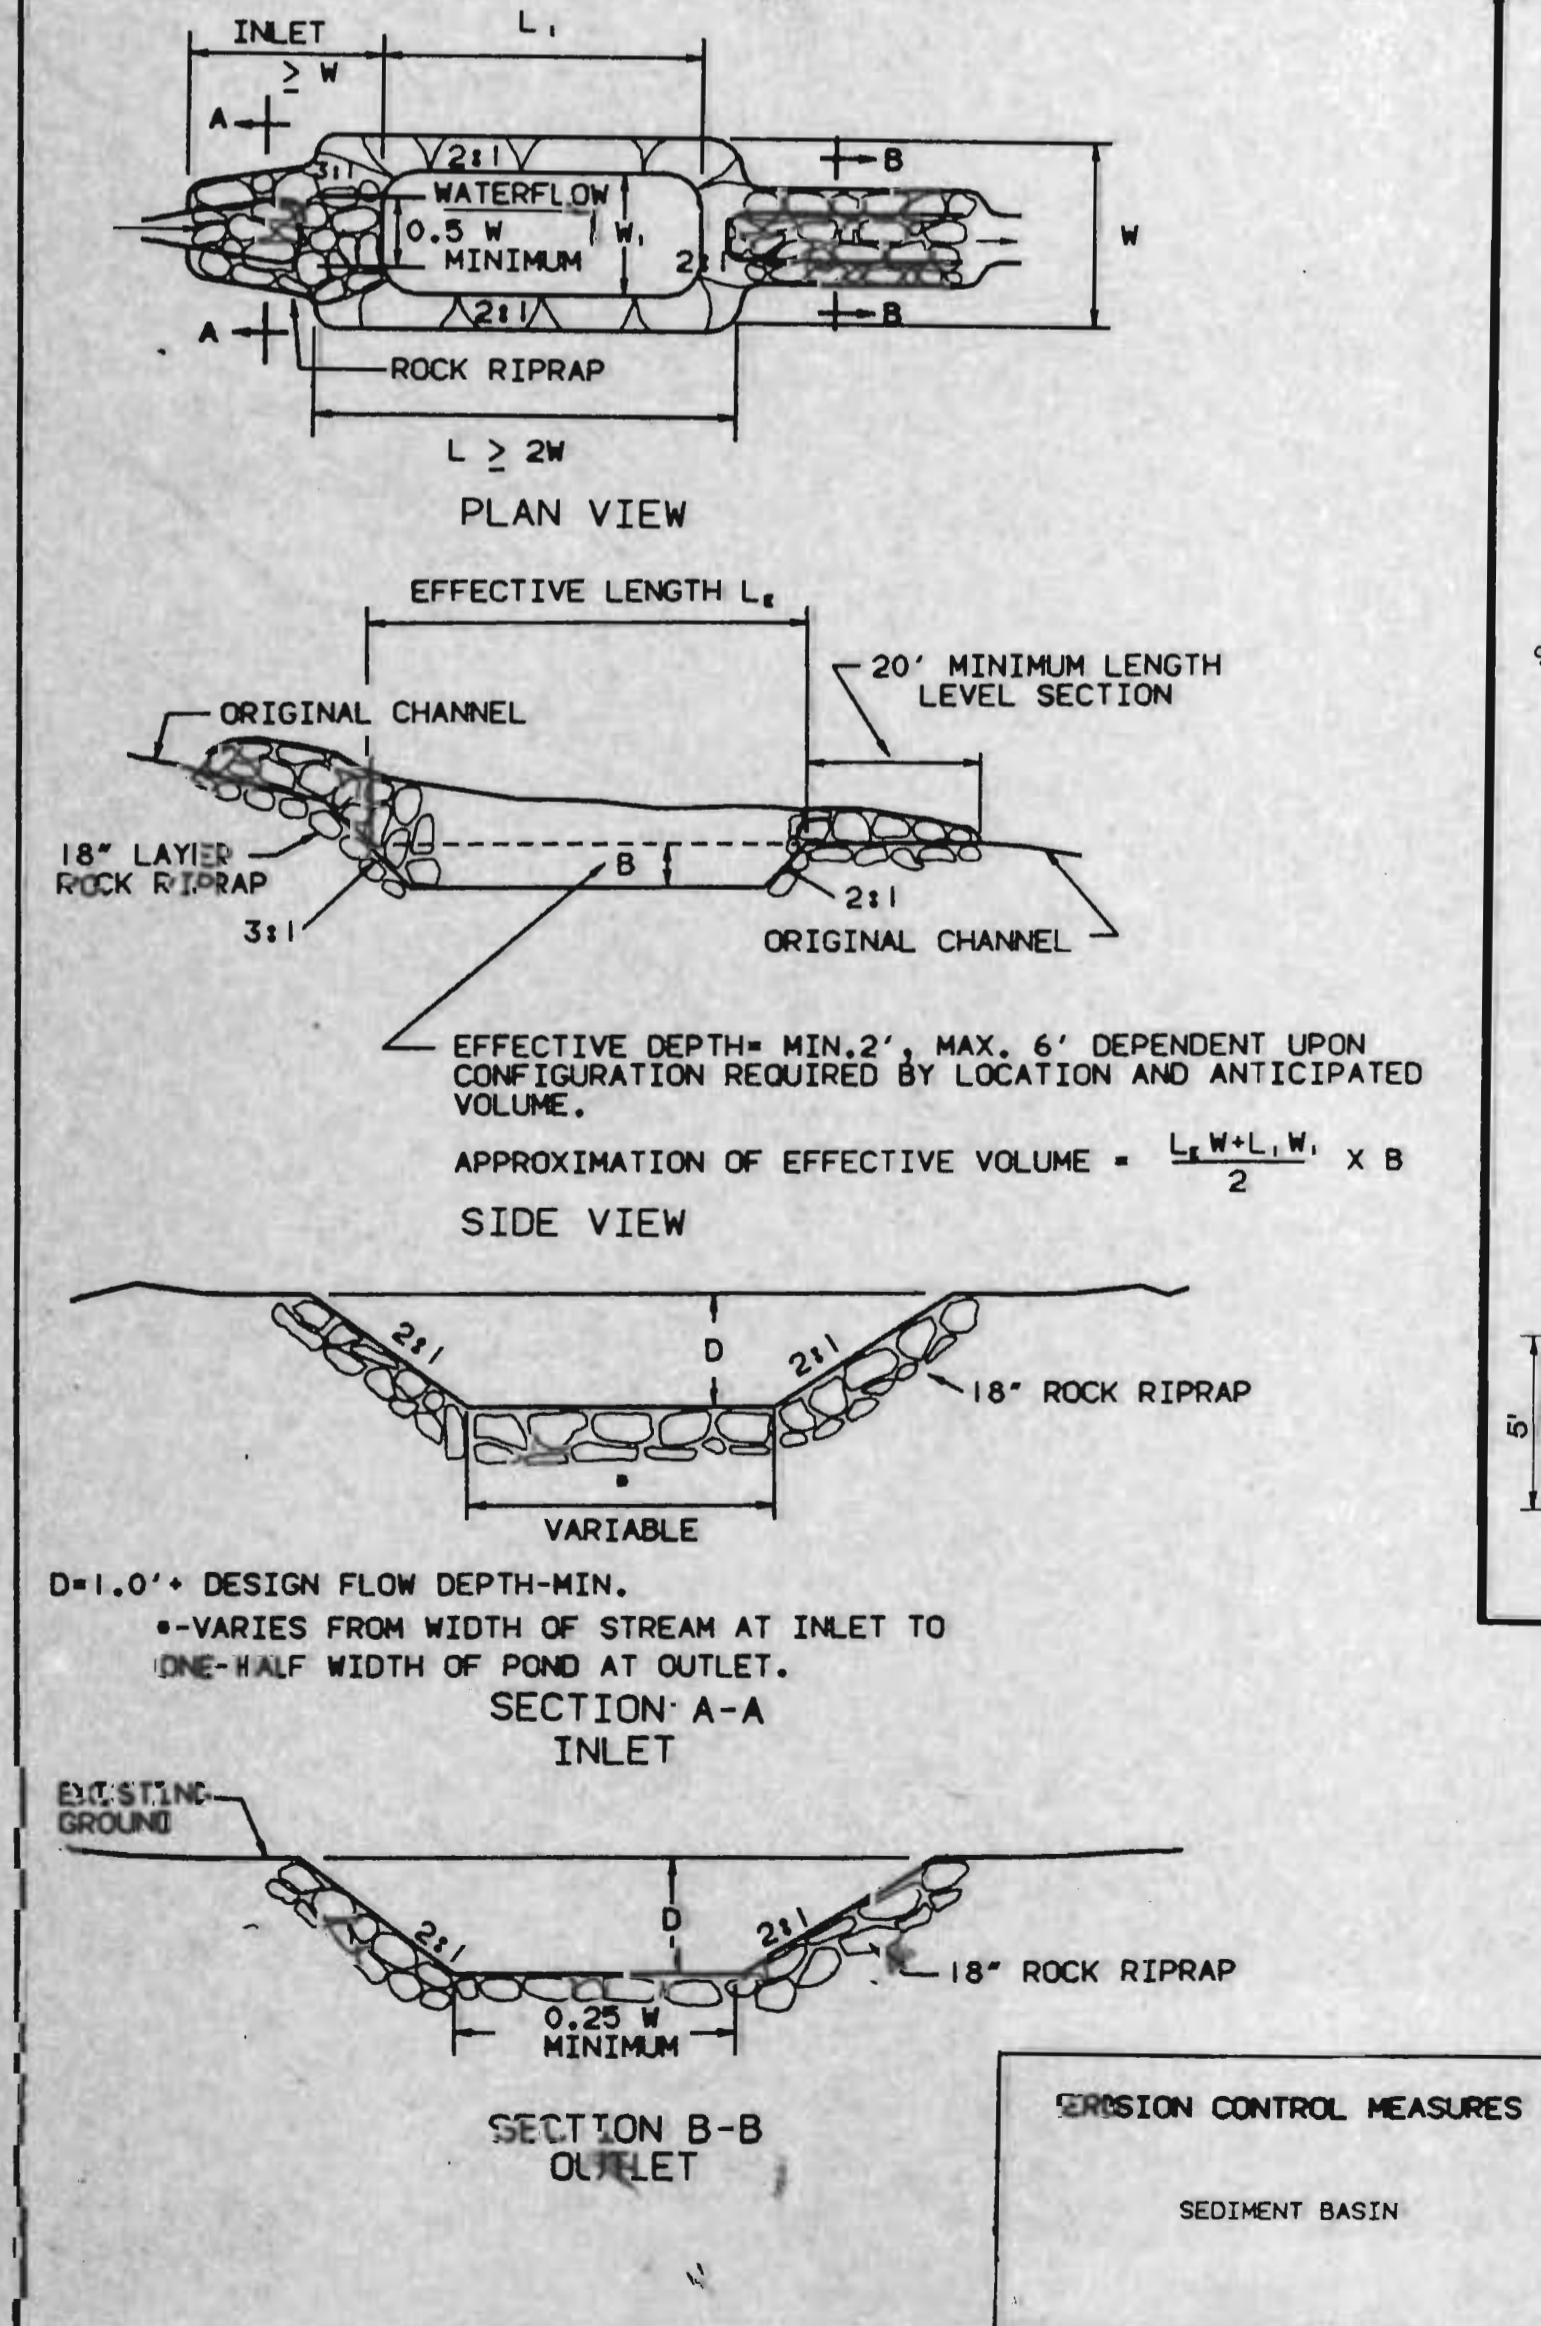 INLET
≥ W
L₁
A
B
3:1
2:1
WATERFLOW
0.5 W
MINIMUM
W₁
2:1
W
2:1
A
B
ROCK RIPRAP
L ≥ 2W
PLAN VIEW
EFFECTIVE LENGTH Lᴇ
20' MINIMUM LENGTH
LEVEL SECTION
ORIGINAL CHANNEL
18" LAYER
ROCK RIPRAP
B
3:1
2:1
ORIGINAL CHANNEL
EFFECTIVE DEPTH= MIN.2', MAX. 6' DEPENDENT UPON
CONFIGURATION REQUIRED BY LOCATION AND ANTICIPATED
VOLUME.
APPROXIMATION OF EFFECTIVE VOLUME = Lᴇ W+L₁ W₁ / 2 X B
SIDE VIEW
2:1
D
2:1
18" ROCK RIPRAP
*
VARIABLE
D=1.0'+ DESIGN FLOW DEPTH-MIN.
*-VARIES FROM WIDTH OF STREAM AT INLET TO
ONE-HALF WIDTH OF POND AT OUTLET.
SECTION A-A
INLET
EXISTING
GROUND
2:1
D
2:1
18" ROCK RIPRAP
0.25 W
MINIMUM
SECTION B-B
OUTLET
5'
EROSION CONTROL MEASURES
SEDIMENT BASIN